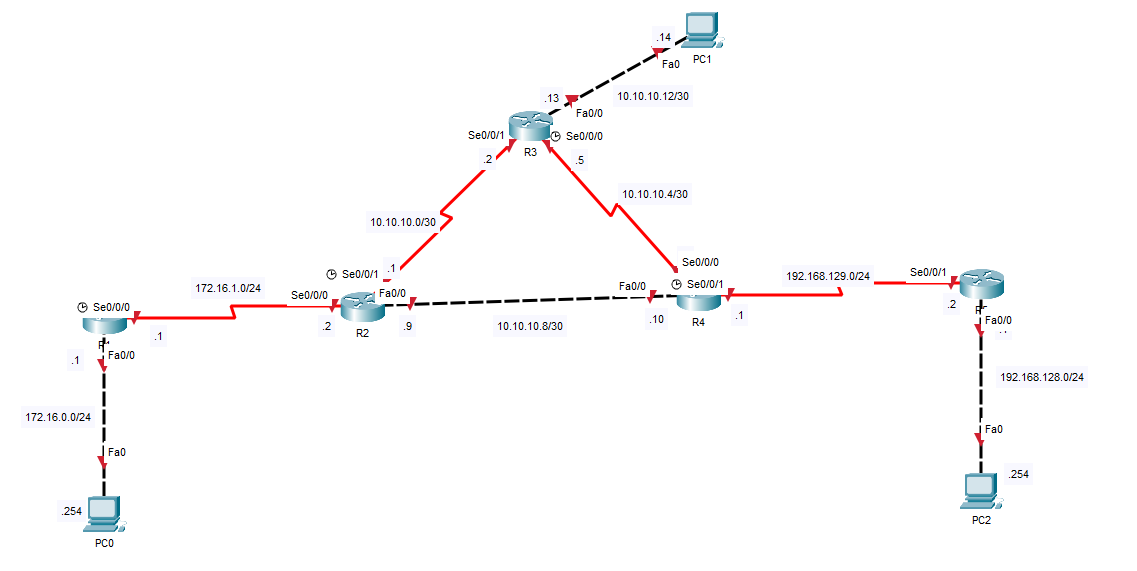 .14
Fa0
PC1
10.10.10.12/30
.13
Fa0/0
Se0/0/1
Se0/0/0
R3
.2
.5
10.10.10.4/30
10.10.10.0/30
Se0/0/1
.1
Se0/0/0
172.16.1.0/24
Se0/0/0
Fa0/0
Fa0/0
Se0/0/1
192.168.129.0/24
Se0/0/1
Se0/0/0
.1
.2
R2
.9
10.10.10.8/30
.10
R4
.1
.2
Fa0/0
.1
Fa0/0
172.16.0.0/24
192.168.128.0/24
Fa0
Fa0
.254
.254
PC0
PC2